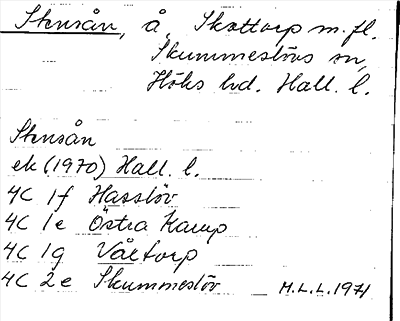 Stensån, å, Skottorp m.fl.
Skummeslövs sn,
Höks hd. Hall. l.
Stensån
ek (1970) Hall. l.
4C 1f Hasslöv
4C 1e Östra Karup
4C 1g Vårtorp
4C 2e Skummeslöv M.L.L. 1971